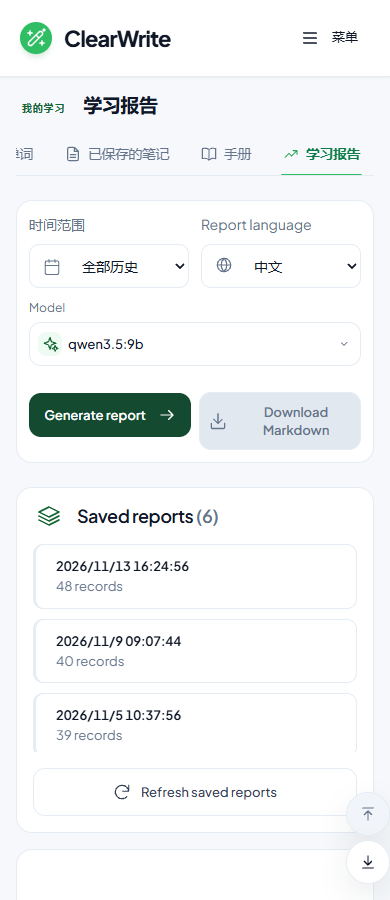 ClearWrite
菜单
我的学习
学习报告
已保存的笔记
手册
学习报告
时间范围
Report language
全部历史
中文
Model
qwen3.5:9b
Generate report
Download
Markdown
Saved reports (6)
2026/11/13 16:24:56
48 records
2026/11/9 09:07:44
40 records
2026/11/5 10:37:56
39 records
Refresh saved reports